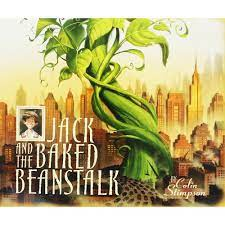 JACK
AND THE BAKED
BEANSTALK
BY Colin
Stimpson